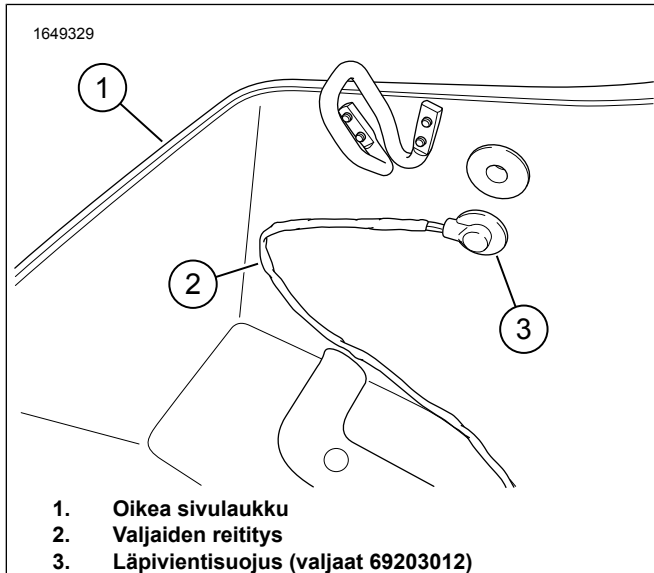 1649329
1
2
3
1. Oikea sivulaukku
2. Valjaiden reititys
3. Läpivientisuojus (valjaat 69203012)